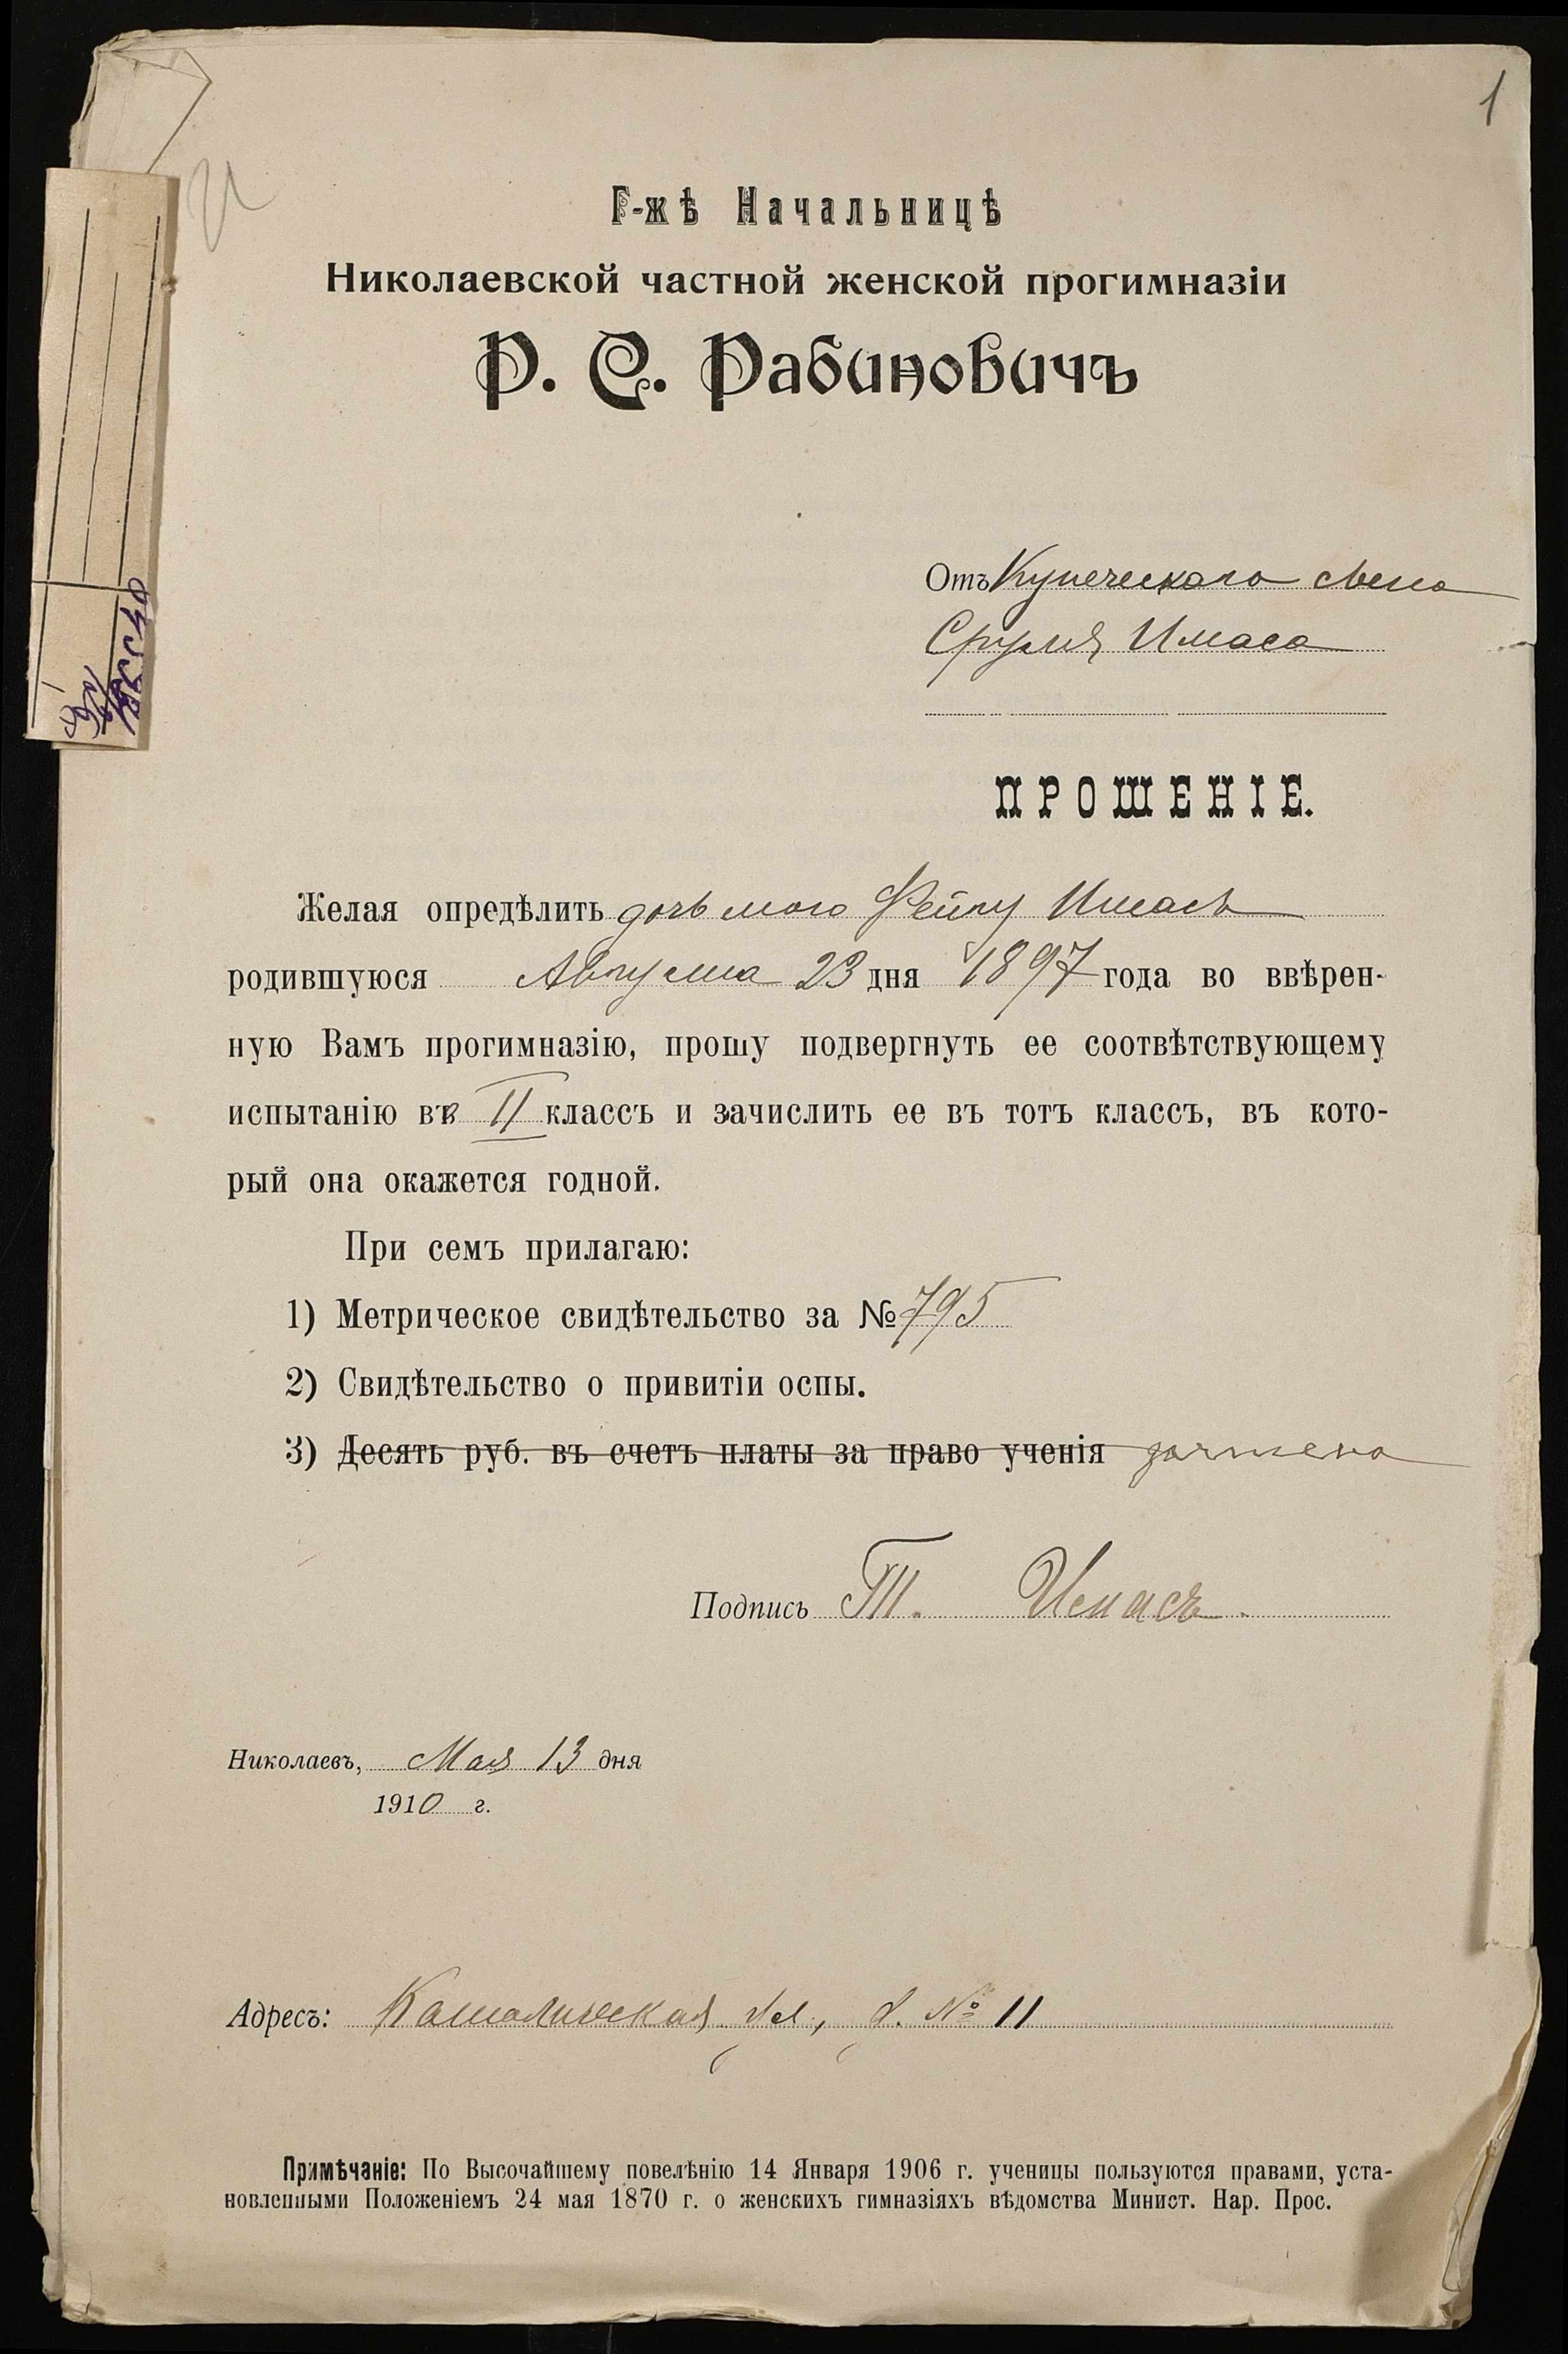 1
Г-жѣ Начальницѣ
Николаевской частной женской прогимназіи
Р. С. Рабиновичъ
Отъ Купеческаго сына
Сруля Имаса
ПРОШЕНІЕ.
Желая опредѣлить дочь мою Фейгу Имасъ
родившуюся Августа 23 дня 1897 года во ввѣрен-
ную Вамъ прогимназію, прошу подвергнуть ее соотвѣтствующему
испытанію въ II классъ и зачислить ее въ тотъ классъ, въ кото-
рый она окажется годной.
При семъ прилагаю:
1) Метрическое свидѣтельство за № 795
2) Свидѣтельство о привитіи оспы.
3) Десять руб. въ счетъ платы за право ученія
Подпись Имасъ
Николаевъ, Мая 13 дня
1910 г.
Адресъ: Католическая ул., д. № 11
Примѣчаніе: По Высочайшему повелѣнію 14 Января 1906 г. ученицы пользуются правами, уста-
новленными Положеніемъ 24 мая 1870 г. о женскихъ гимназіяхъ вѣдомства Минист. Нар. Прос.